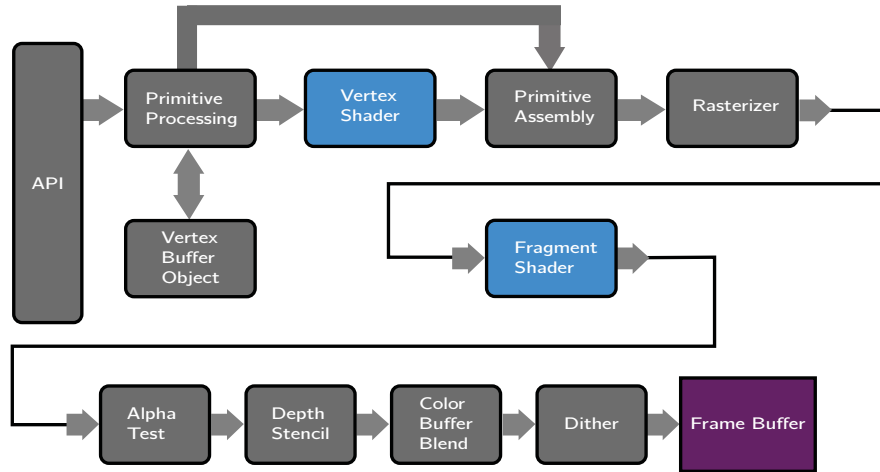 API
Primitive
Processing
Vertex
Shader
Primitive
Assembly
Rasterizer
Vertex
Buffer
Object
Fragment
Shader
Alpha
Test
Depth
Stencil
Color
Buffer
Blend
Dither
Frame Buffer